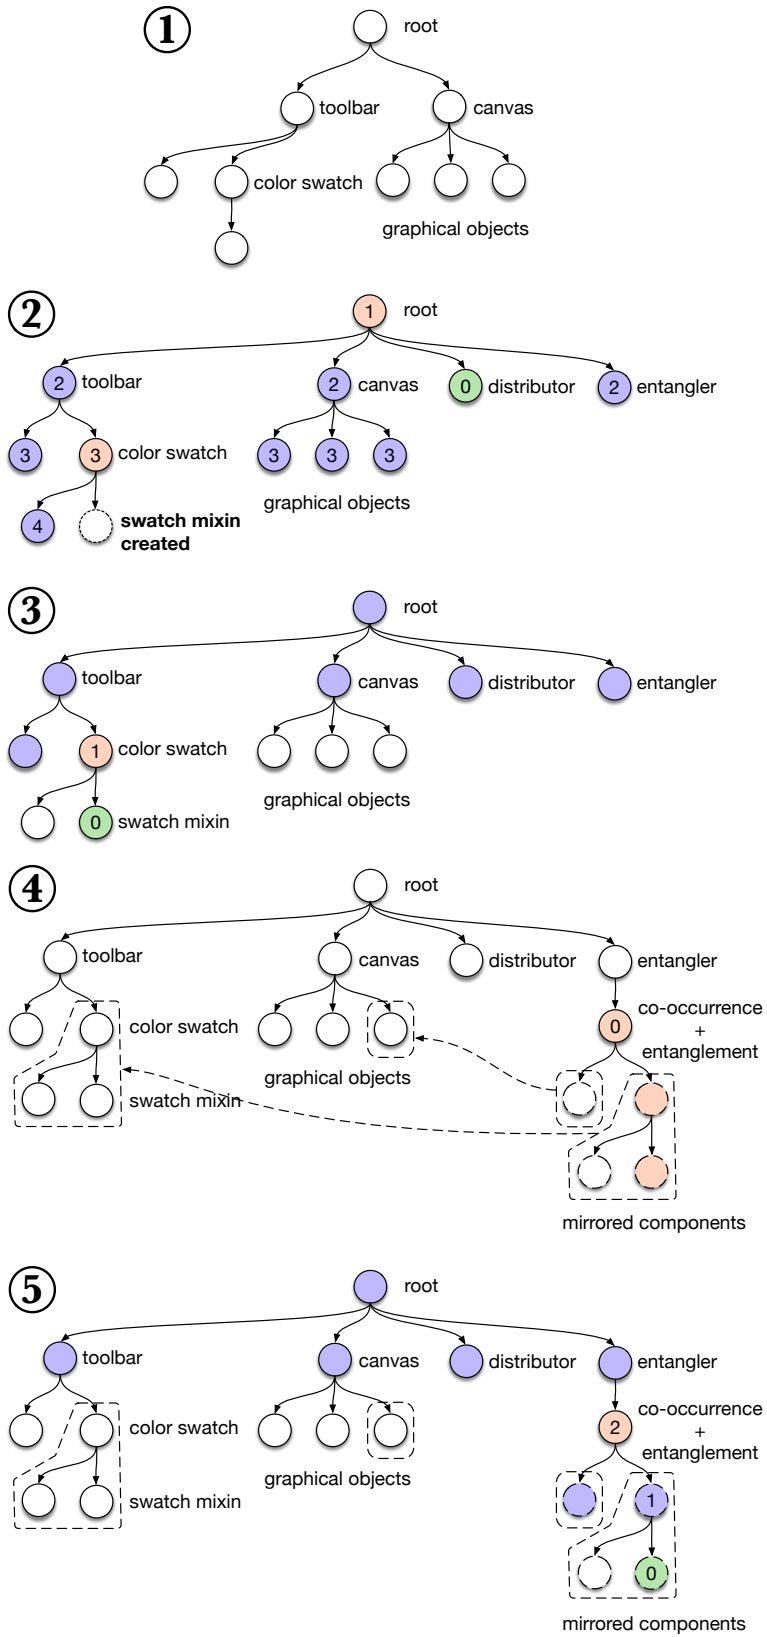 1
root
toolbar
canvas
color swatch
graphical objects
2
1
root
2
toolbar
2
canvas
0
distributor
2
entangler
3
3
color swatch
3
3
3
graphical objects
4
swatch mixin
created
3
root
toolbar
canvas
distributor
entangler
1
color swatch
graphical objects
0
swatch mixin
4
root
toolbar
canvas
distributor
entangler
color swatch
0
co-occurrence
+
entanglement
graphical objects
swatch mixin
mirrored components
5
root
toolbar
canvas
distributor
entangler
color swatch
2
co-occurrence
+
entanglement
graphical objects
swatch mixin
1
0
mirrored components